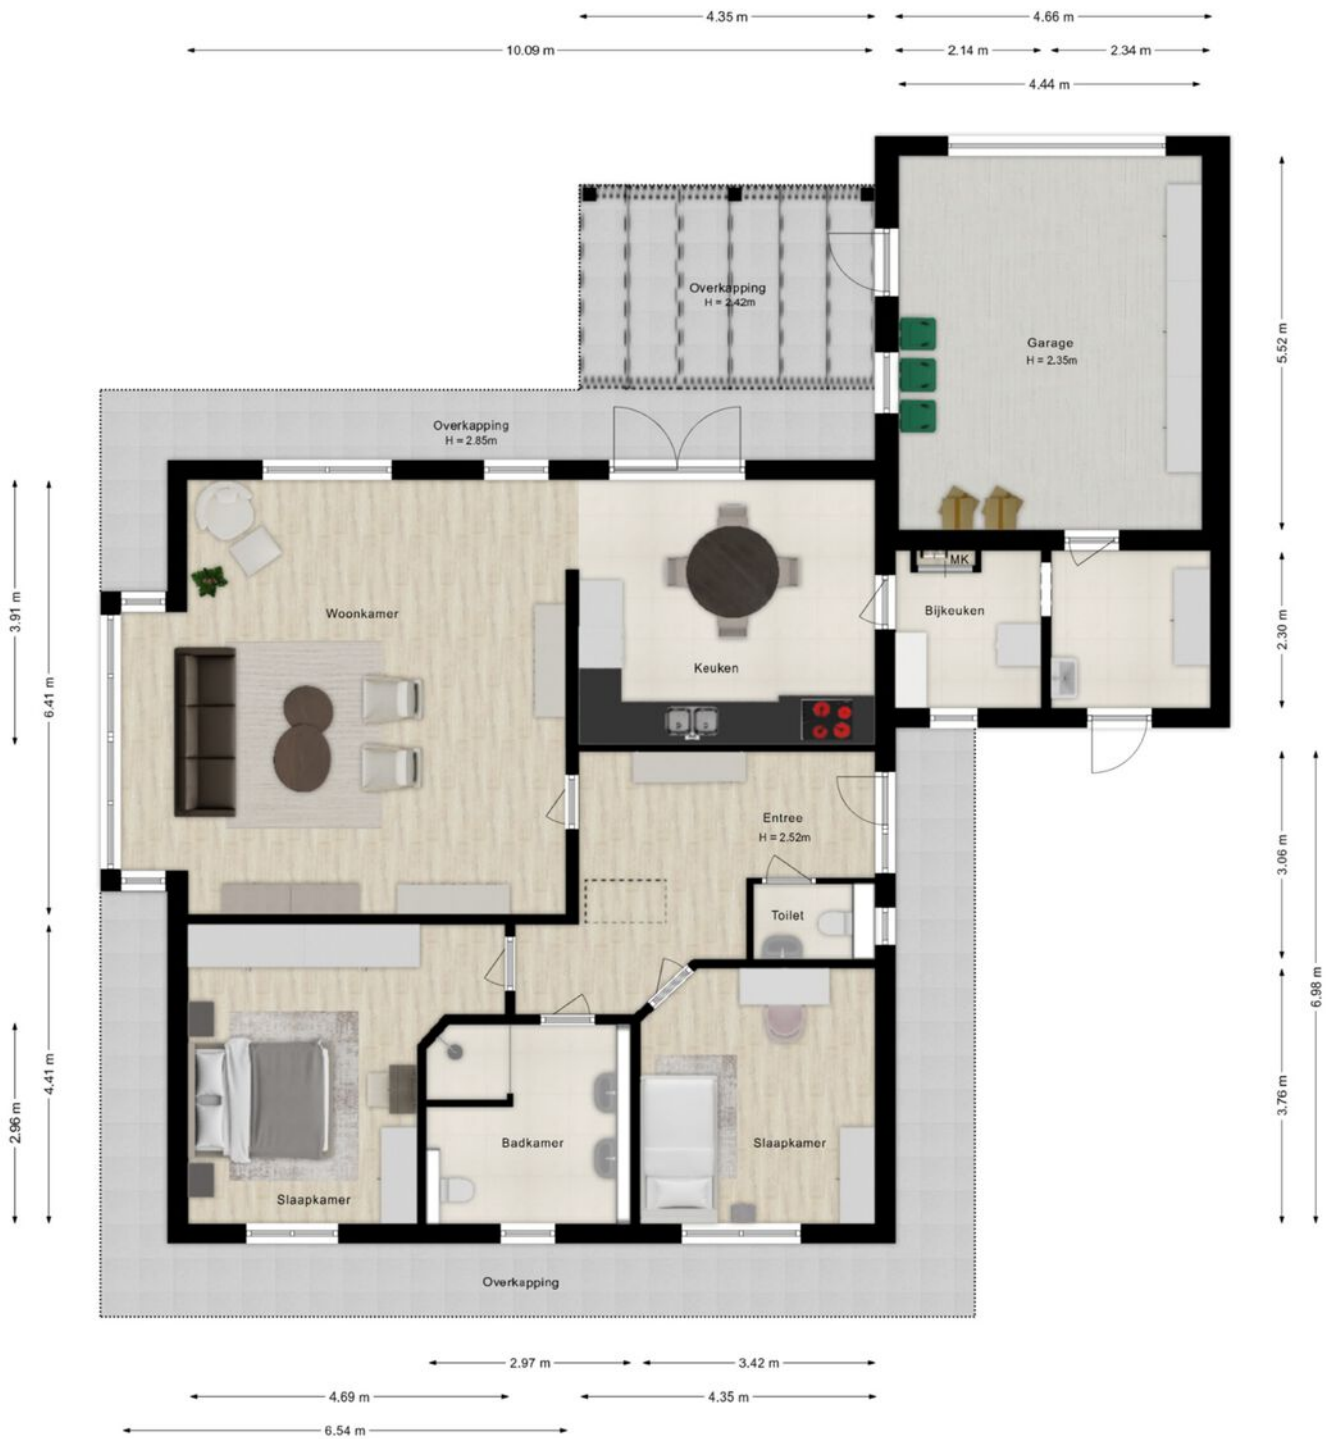 4.35 m
4.66 m
10.09 m
2.14 m
2.34 m
4.44 m
Overkapping
H = 2.42m
Garage
H = 2.35m
5.52 m
Overkapping
H = 2.85m
MK
Woonkamer
Bijkeuken
Keuken
3.91 m
6.41 m
2.30 m
Entree
H = 2.52m
Toilet
3.06 m
6.98 m
4.41 m
2.96 m
3.76 m
Badkamer
Slaapkamer
Slaapkamer
Overkapping
2.97 m
3.42 m
4.69 m
4.35 m
6.54 m